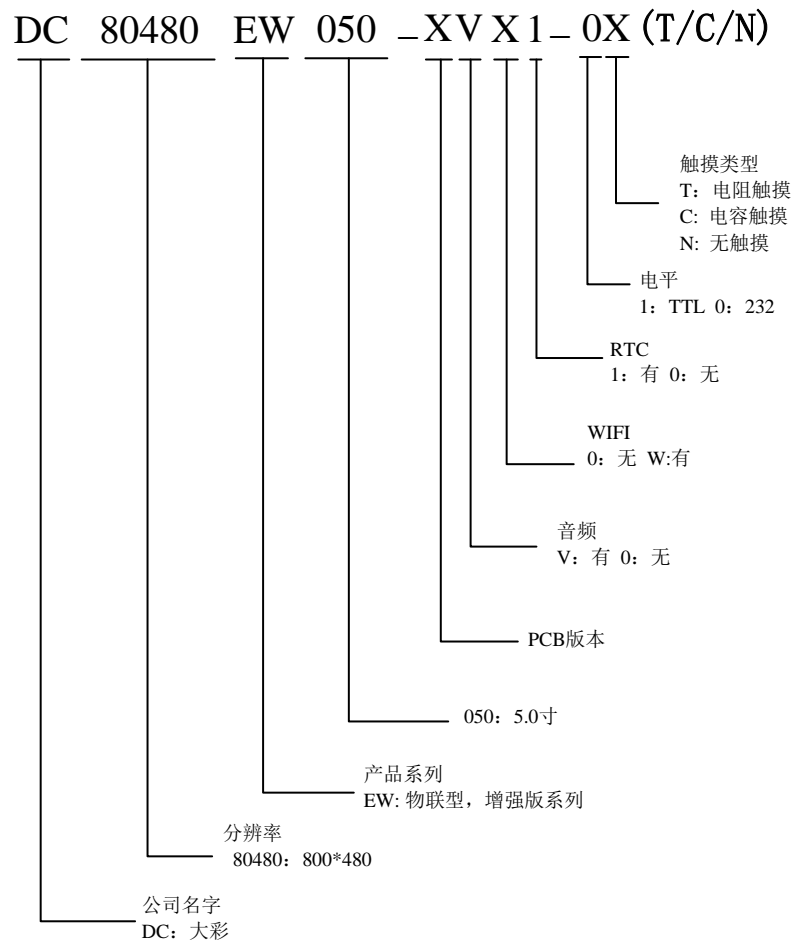 DC 80480 EW 050 -XVX1-0X(T/C/N)
触摸类型
T：电阻触摸
C: 电容触摸
N: 无触摸
电平
1：TTL 0：232
RTC
1：有 0：无
WIFI
0：无 W:有
音频
V：有 0：无
PCB版本
050：5.0寸
产品系列
EW: 物联型，增强版系列
分辨率
80480：800*480
公司名字
DC：大彩